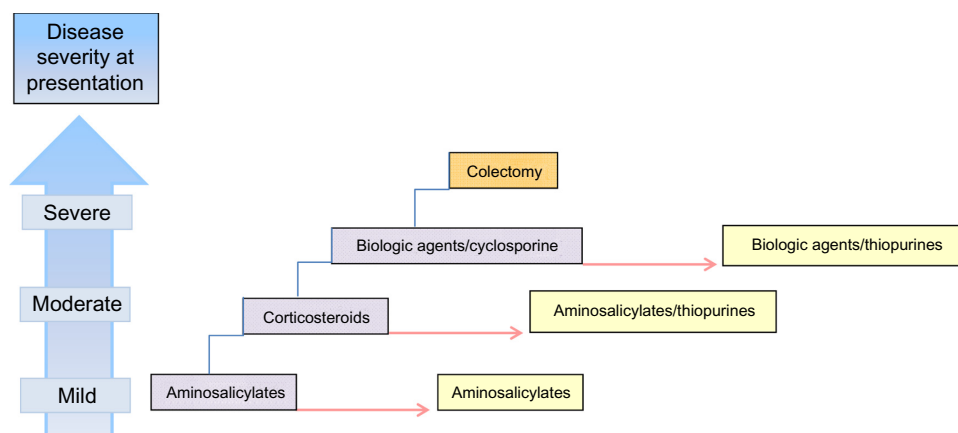 Disease
severity at
presentation
Colectomy
Severe
Biologic agents/cyclosporine
Biologic agents/thiopurines
Moderate
Corticosteroids
Aminosalicylates/thiopurines
Mild
Aminosalicylates
Aminosalicylates